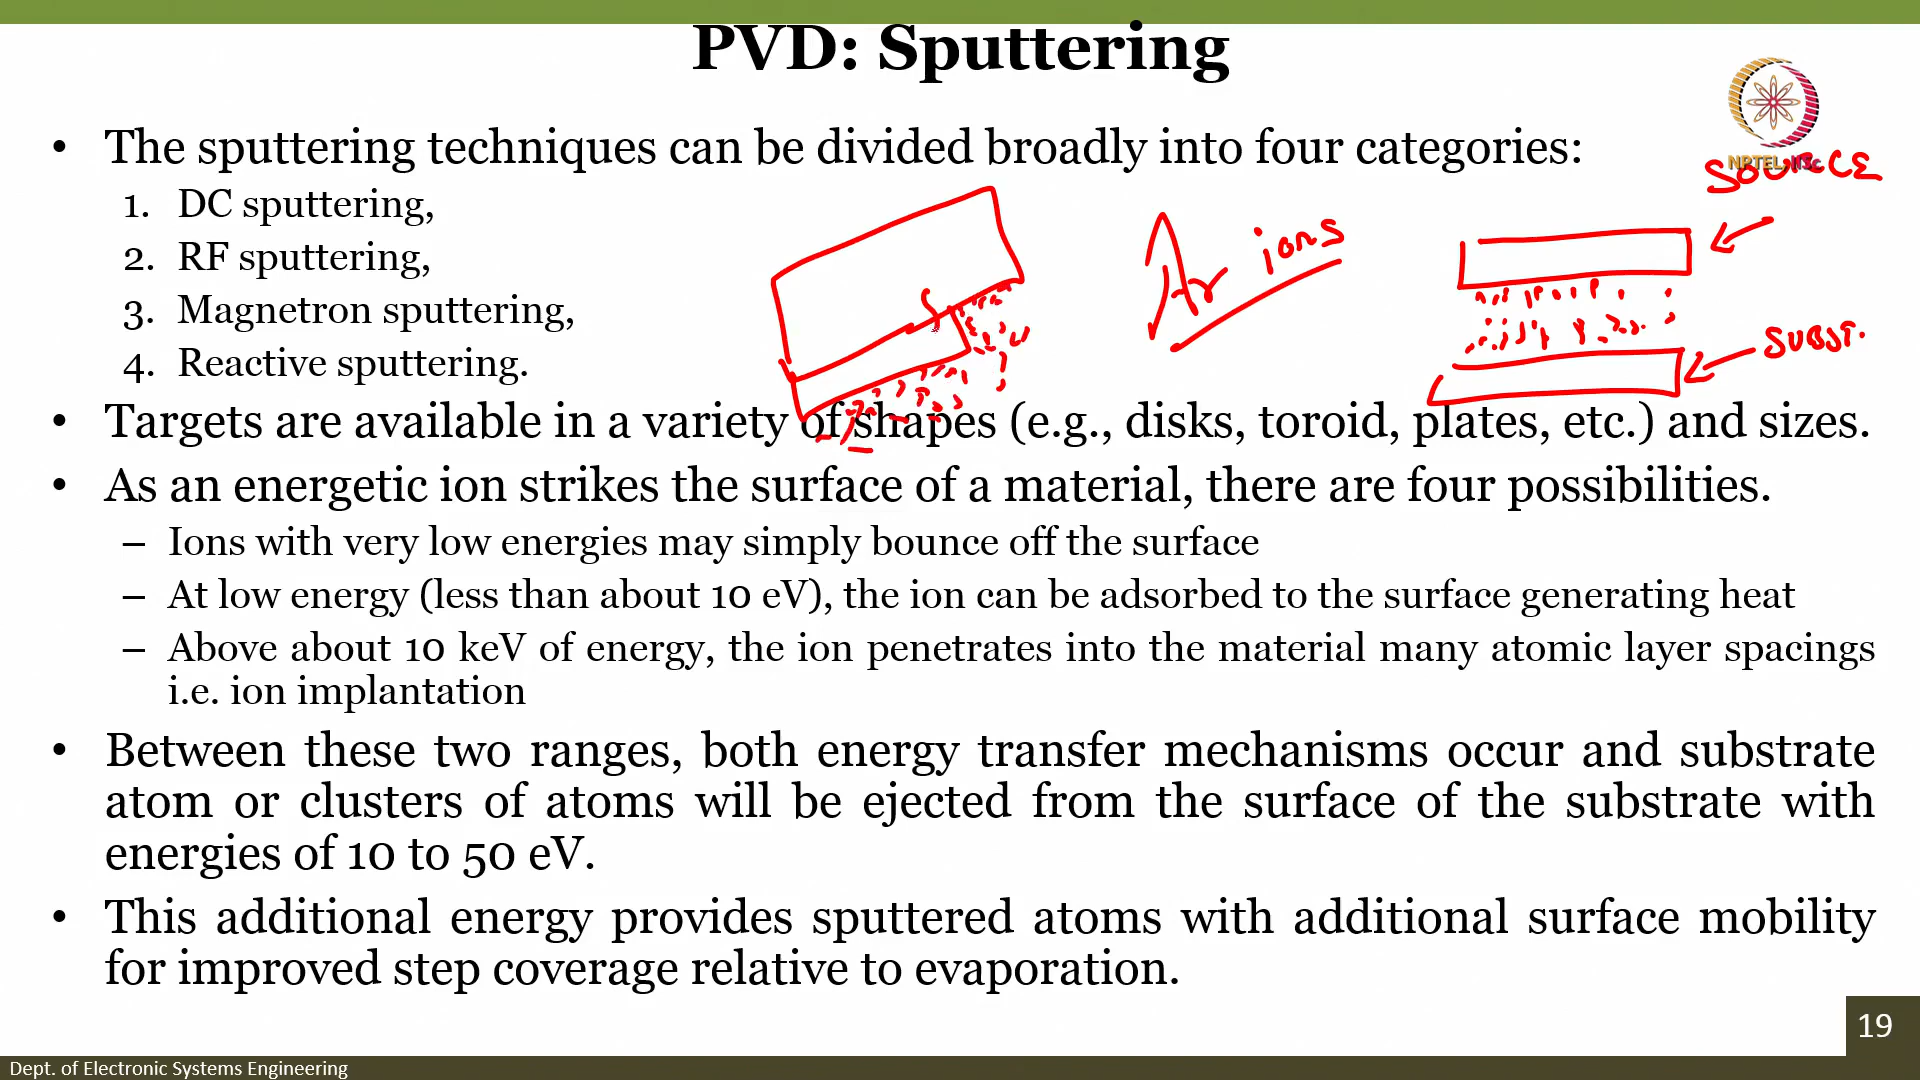 PVD: Sputtering
• The sputtering techniques can be divided broadly into four categories:
NPTEL, IISc
SOURCE
1. DC sputtering,
2. RF sputtering,
3. Magnetron sputtering,
4. Reactive sputtering.
Ar ions
SUBST.
• Targets are available in a variety of shapes (e.g., disks, toroid, plates, etc.) and sizes.
• As an energetic ion strikes the surface of a material, there are four possibilities.
– Ions with very low energies may simply bounce off the surface
– At low energy (less than about 10 eV), the ion can be adsorbed to the surface generating heat
– Above about 10 keV of energy, the ion penetrates into the material many atomic layer spacings
i.e. ion implantation
• Between these two ranges, both energy transfer mechanisms occur and substrate
atom or clusters of atoms will be ejected from the surface of the substrate with
energies of 10 to 50 eV.
• This additional energy provides sputtered atoms with additional surface mobility
for improved step coverage relative to evaporation.
19
Dept. of Electronic Systems Engineering